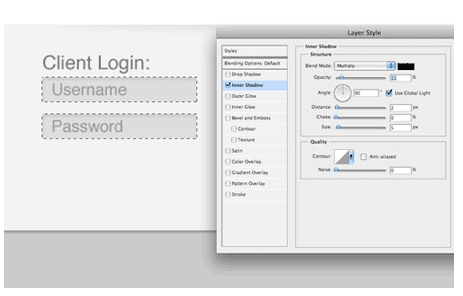 Client Login:
Username
Password
Layer Style
Styles
Blending Options: Default
Drop Shadow
Inner Shadow
Outer Glow
Inner Glow
Bevel and Emboss
Contour
Texture
Satin
Color Overlay
Gradient Overlay
Pattern Overlay
Stroke
Inner Shadow
Structure
Blend Mode: Multiply
Opacity: %
Angle: 90 ° Use Global Light
Distance: 2 px
Choke: 0 %
Size: 5 px
Quality
Contour: Anti-aliased
Noise: 0 %